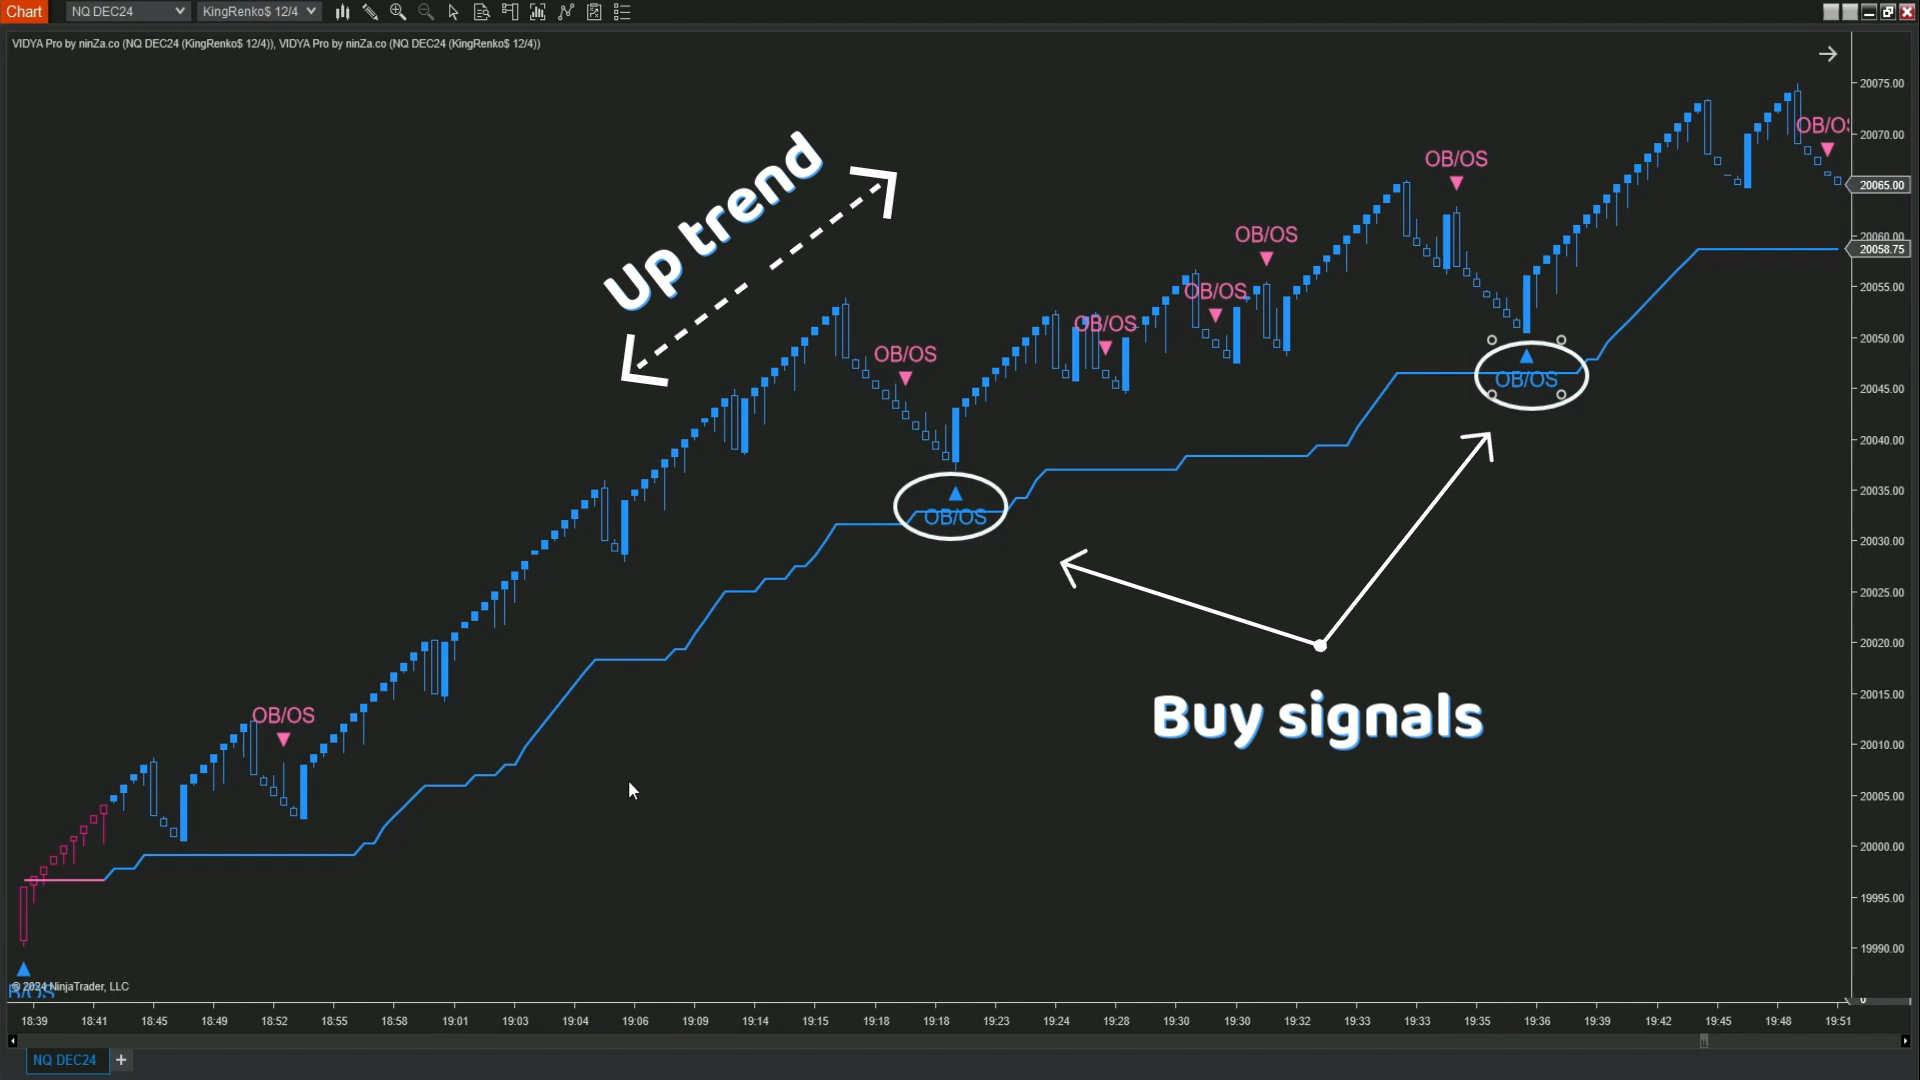 Chart NQ DEC24 KingRenko$ 12/4
VIDYA Pro by ninZa.co (NQ DEC24 (KingRenko$ 12/4)), VIDYA Pro by ninZa.co (NQ DEC24 (KingRenko$ 12/4))
20075.00
OB/O
20070.00
Up trend
OB/OS
20065.00
OB/OS
20060.00
20058.75
OB/OS
20055.00
OB/OS
20050.00
OB/OS
OB/OS
20045.00
20040.00
20035.00
OB/OS
20030.00
20025.00
20020.00
20015.00
Buy signals
OB/OS
20010.00
20005.00
20000.00
19995.00
19990.00
© 2024 NinjaTrader, LLC
B/OS
0
18:39 18:41 18:45 18:49 18:52 18:55 18:58 19:01 19:03 19:04 19:06 19:09 19:14 19:15 19:18 19:18 19:23 19:24 19:28 19:30 19:30 19:32 19:33 19:33 19:35 19:36 19:39 19:42 19:45 19:48 19:51
NQ DEC24 +